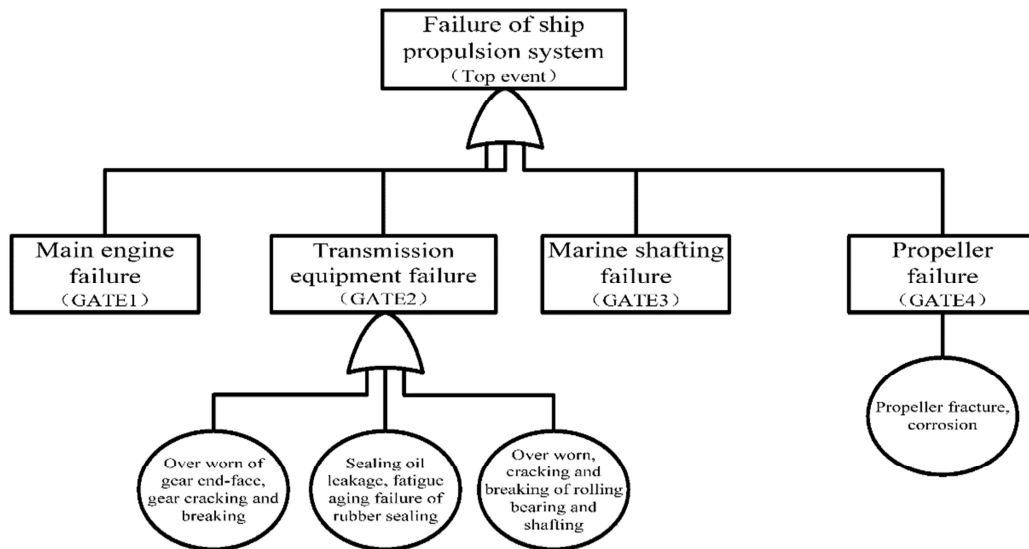 Failure of ship
propulsion system
（Top event）
Main engine
failure
（GATE1）
Transmission
equipment failure
（GATE2）
Marine shafting
failure
（GATE3）
Propeller
failure
（GATE4）
Over worn of
gear end-face,
gear cracking and
breaking
Sealing oil
leakage, fatigue
aging failure of
rubber sealing
Over worn,
cracking and
breaking of rolling
bearing and
shafting
Propeller fracture,
corrosion